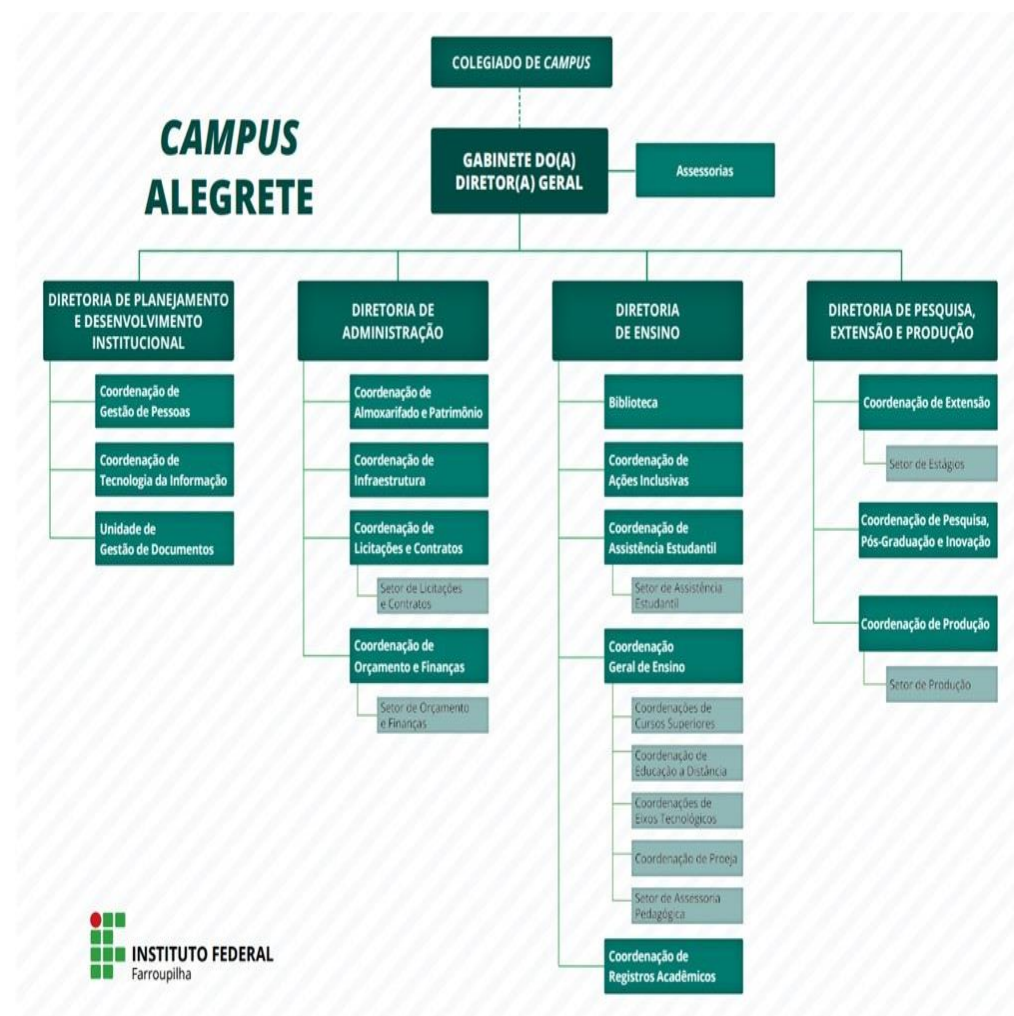 COLEGIADO DE CAMPUS
CAMPUS
ALEGRETE
GABINETE DO(A)
DIRETOR(A) GERAL
Assessorias
DIRETORIA DE PLANEJAMENTO
E DESENVOLVIMENTO
INSTITUCIONAL
Coordenação de
Gestão de Pessoas
Coordenação de
Tecnologia da Informação
Unidade de
Gestão de Documentos
DIRETORIA DE
ADMINISTRAÇÃO
Coordenação de
Almoxarifado e Patrimônio
Coordenação de
Infraestrutura
Coordenação de
Licitações e Contratos
Setor de Licitações
e Contratos
Coordenação de
Orçamento e Finanças
Setor de Orçamento
e Finanças
DIRETORIA
DE ENSINO
Biblioteca
Coordenação de
Ações Inclusivas
Coordenação de
Assistência Estudantil
Setor de Assistência
Estudantil
Coordenação
Geral de Ensino
Coordenações de
Cursos Superiores
Coordenação de
Educação a Distância
Coordenações de
Eixos Tecnológicos
Coordenação de Proeja
Setor de Assessoria
Pedagógica
Coordenação de
Registros Acadêmicos
DIRETORIA DE PESQUISA,
EXTENSÃO E PRODUÇÃO
Coordenação de Extensão
Setor de Estágios
Coordenação de Pesquisa,
Pós-Graduação e Inovação
Coordenação de Produção
Setor de Produção
INSTITUTO FEDERAL
Farroupilha